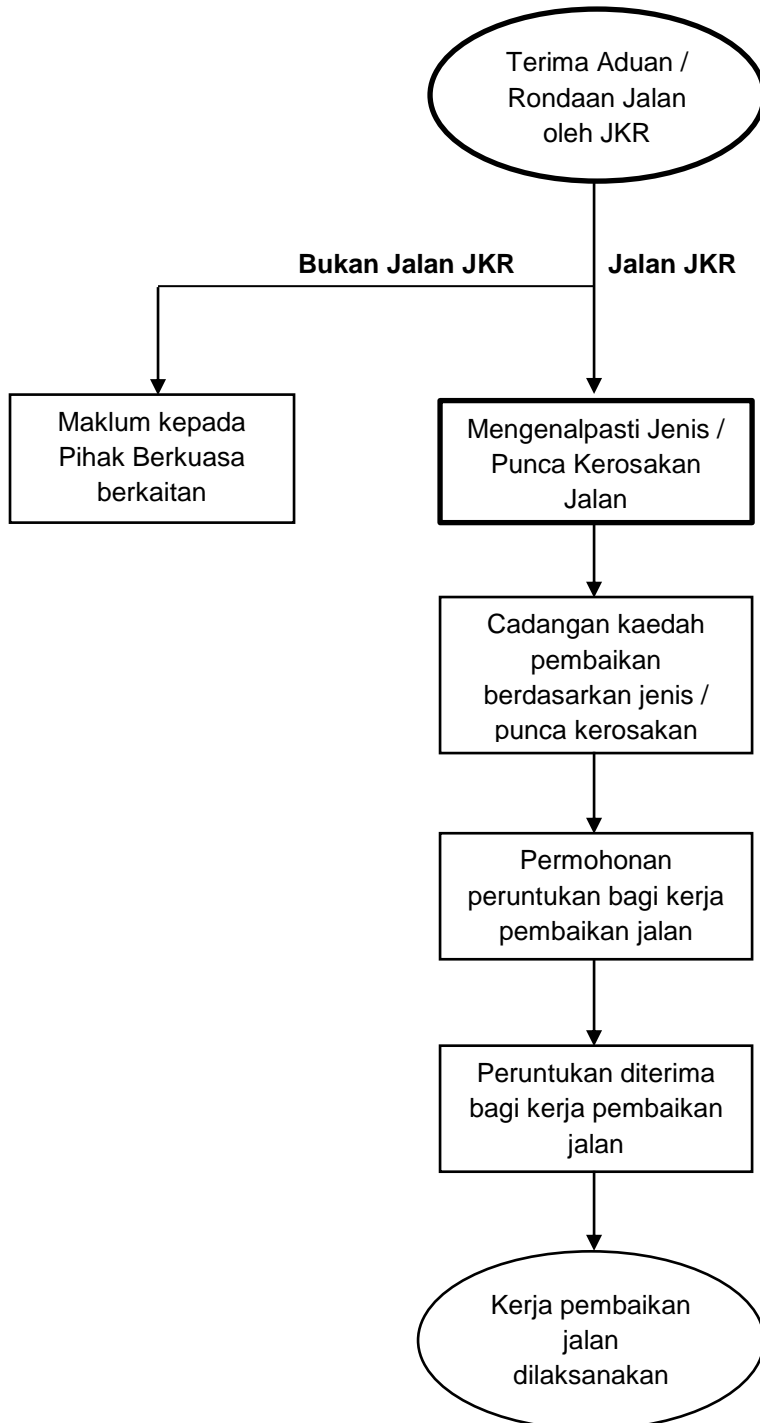 Terima Aduan /
Rondaan Jalan
oleh JKR
Bukan Jalan JKR
Jalan JKR
Maklum kepada
Pihak Berkuasa
berkaitan
Mengenalpasti Jenis /
Punca Kerosakan
Jalan
Cadangan kaedah
pembaikan
berdasarkan jenis /
punca kerosakan
Permohonan
peruntukan bagi kerja
pembaikan jalan
Peruntukan diterima
bagi kerja pembaikan
jalan
Kerja pembaikan
jalan
dilaksanakan